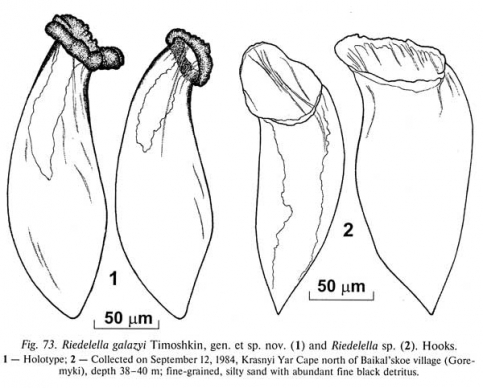 1
50 µm
2
50 µm
Fig. 73. Riedelella galazyi Timoshkin, gen. et sp. nov. (1) and Riedelella sp. (2). Hooks.
1 — Holotype; 2 — Collected on September 12, 1984, Krasnyi Yar Cape north of Baikal'skoe village (Gore-
myki), depth 38–40 m; fine-grained, silty sand with abundant fine black detritus.